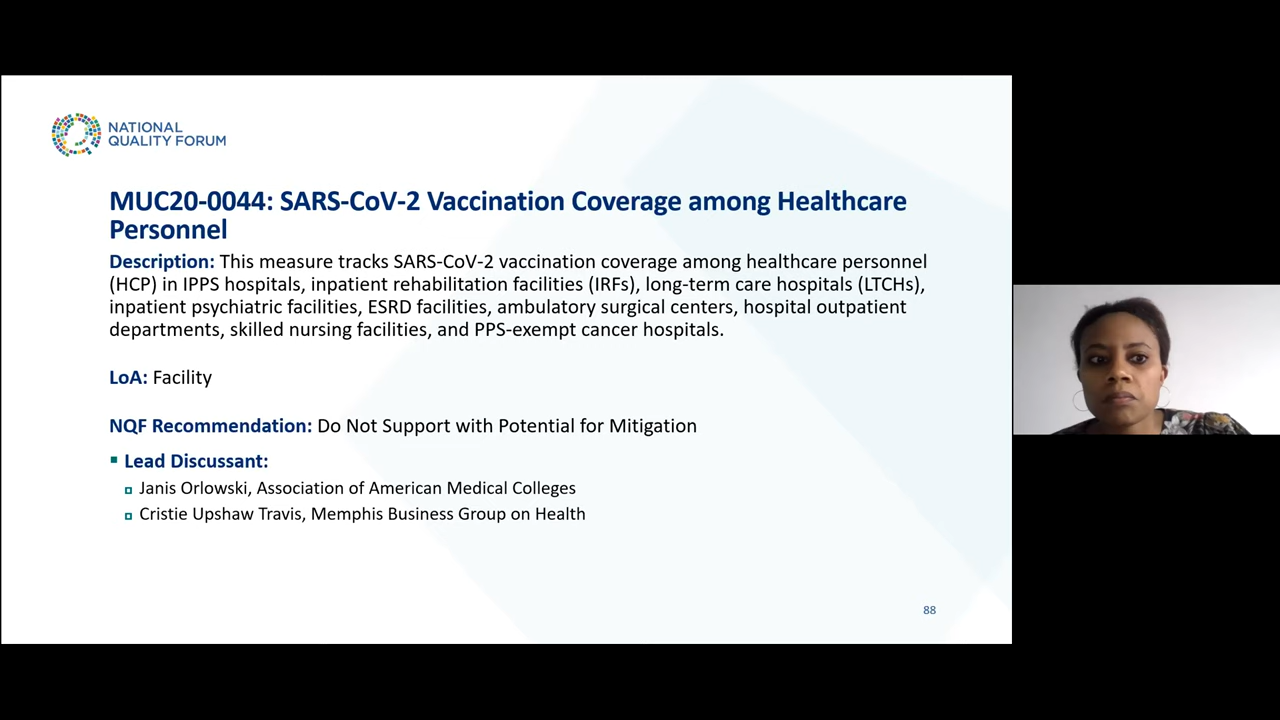 NATIONAL
QUALITY FORUM
MUC20-0044: SARS-CoV-2 Vaccination Coverage among Healthcare
Personnel
Description: This measure tracks SARS-CoV-2 vaccination coverage among healthcare personnel
(HCP) in IPPS hospitals, inpatient rehabilitation facilities (IRFs), long-term care hospitals (LTCHs),
inpatient psychiatric facilities, ESRD facilities, ambulatory surgical centers, hospital outpatient
departments, skilled nursing facilities, and PPS-exempt cancer hospitals.
LoA: Facility
NQF Recommendation: Do Not Support with Potential for Mitigation
Lead Discussant:
Janis Orlowski, Association of American Medical Colleges
Cristie Upshaw Travis, Memphis Business Group on Health
88